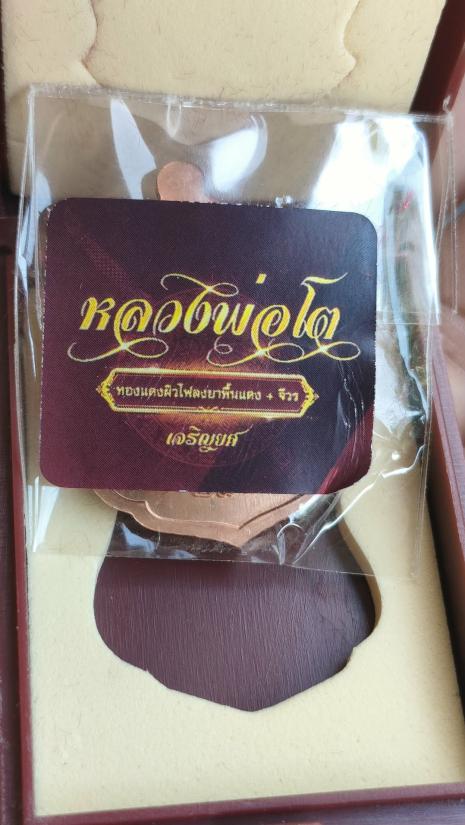 หลวงพ่อโต
ทองแดงผิวไฟลงยาพื้นแดง + จีวร
เจริญยศ